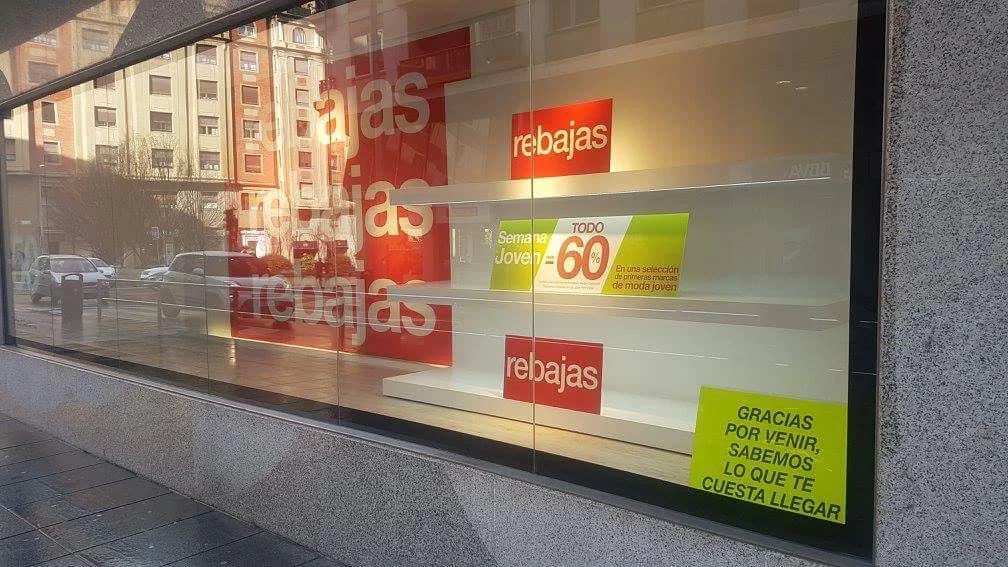 rebajas
rebajas
rebajas
rebajas
Semana
Joven
TODO
=60%
En una selección
de primeras marcas
de moda joven
rebajas
GRACIAS
POR VENIR,
SABEMOS
LO QUE TE
CUESTA LLEGAR